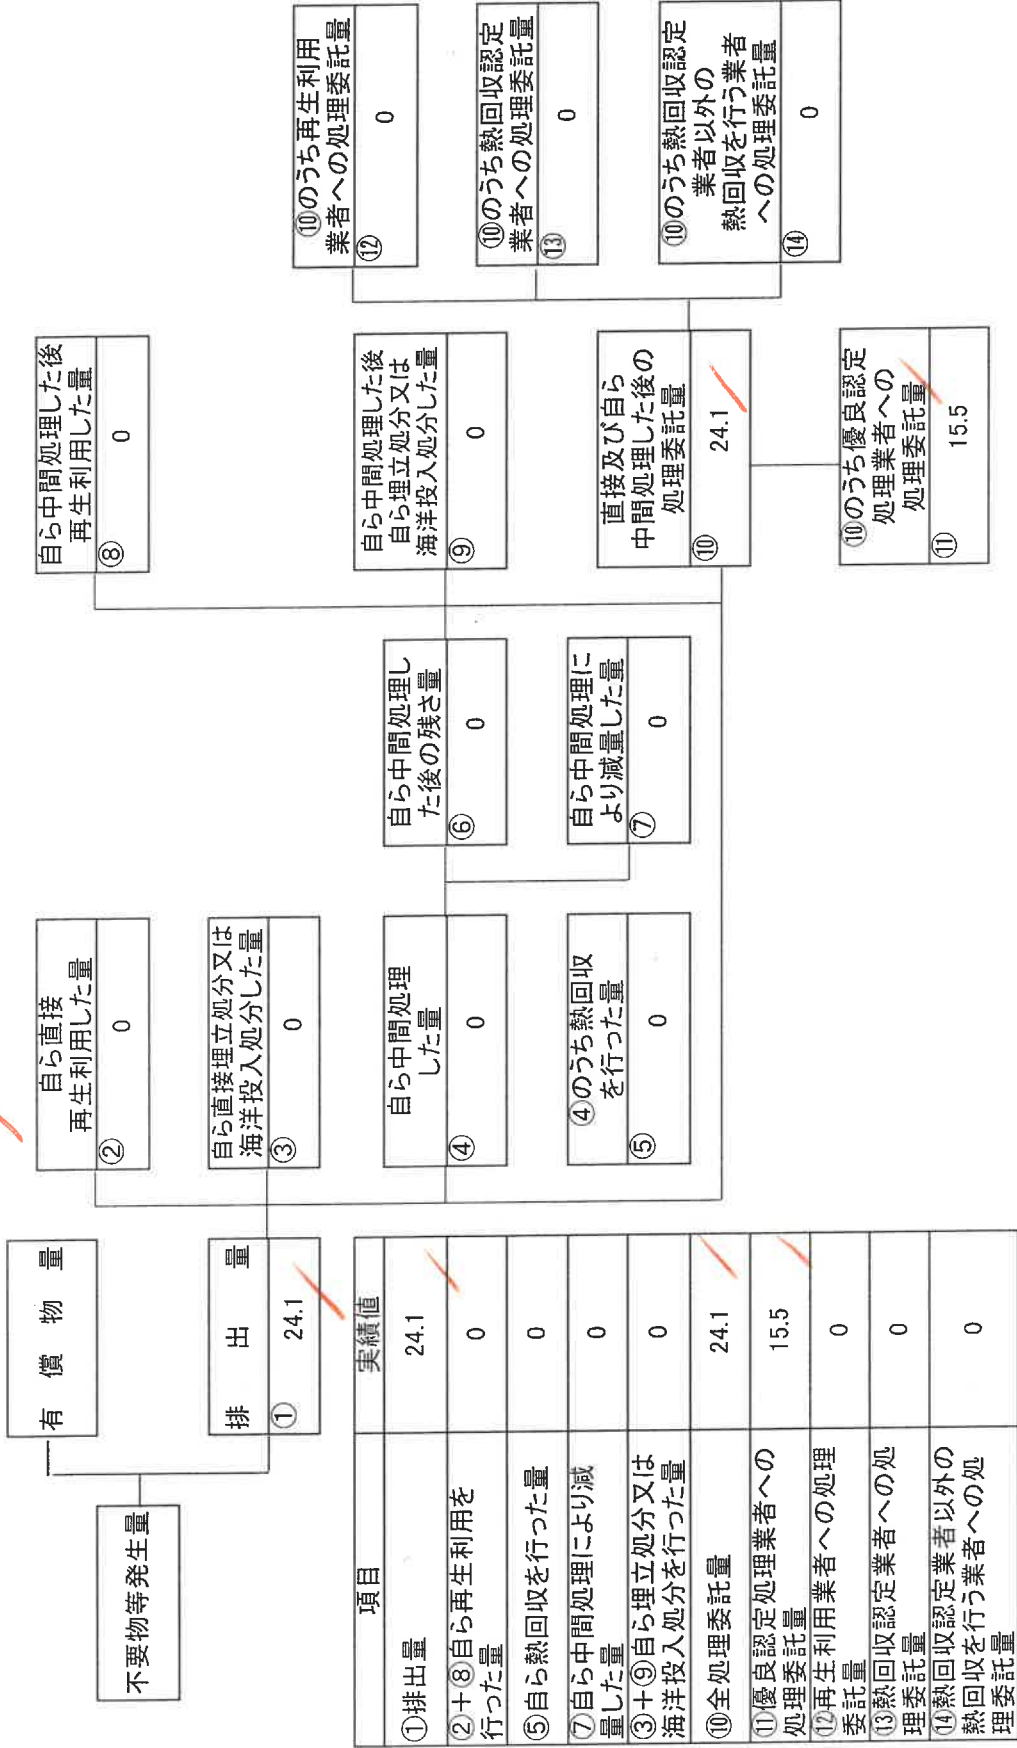 不要物等発生量
有償物量
排出量
① 24.1
自ら直接
再生利用した量
② 0
自ら直接埋立処分又は
海洋投入処分した量
③ 0
自ら中間処理
した量
④ 0
④のうち熱回収
を行った量
⑤ 0
自ら中間処理し
た後の残さ量
⑥ 0
自ら中間処理に
より減量した量
⑦ 0
自ら中間処理した後
再生利用した量
⑧ 0
自ら中間処理した後
自ら埋立処分又は
海洋投入処分した量
⑨ 0
直接及び自ら
中間処理した後の
処理委託量
⑩ 24.1
⑩のうち優良認定
処理業者への
処理委託量
⑪ 15.5
⑩のうち再生利用
業者への処理委託量
⑫ 0
⑩のうち熱回収認定
業者への処理委託量
⑬ 0
⑩のうち熱回収認定
業者以外の
熱回収を行う業者
への処理委託量
⑭ 0
項目 実績値
①排出量 24.1
②+⑧自ら再生利用を
行った量 0
⑤自ら熱回収を行った量 0
⑦自ら中間処理により減
量した量 0
③+⑨自ら埋立処分又は
海洋投入処分を行った量 0
⑩全処理委託量 24.1
⑪優良認定処理業者への
処理委託量 15.5
⑫再生利用業者への処理
委託量 0
⑬熱回収認定業者への処
理委託量 0
⑭熱回収認定業者以外の
熱回収を行う業者への処
理委託量 0